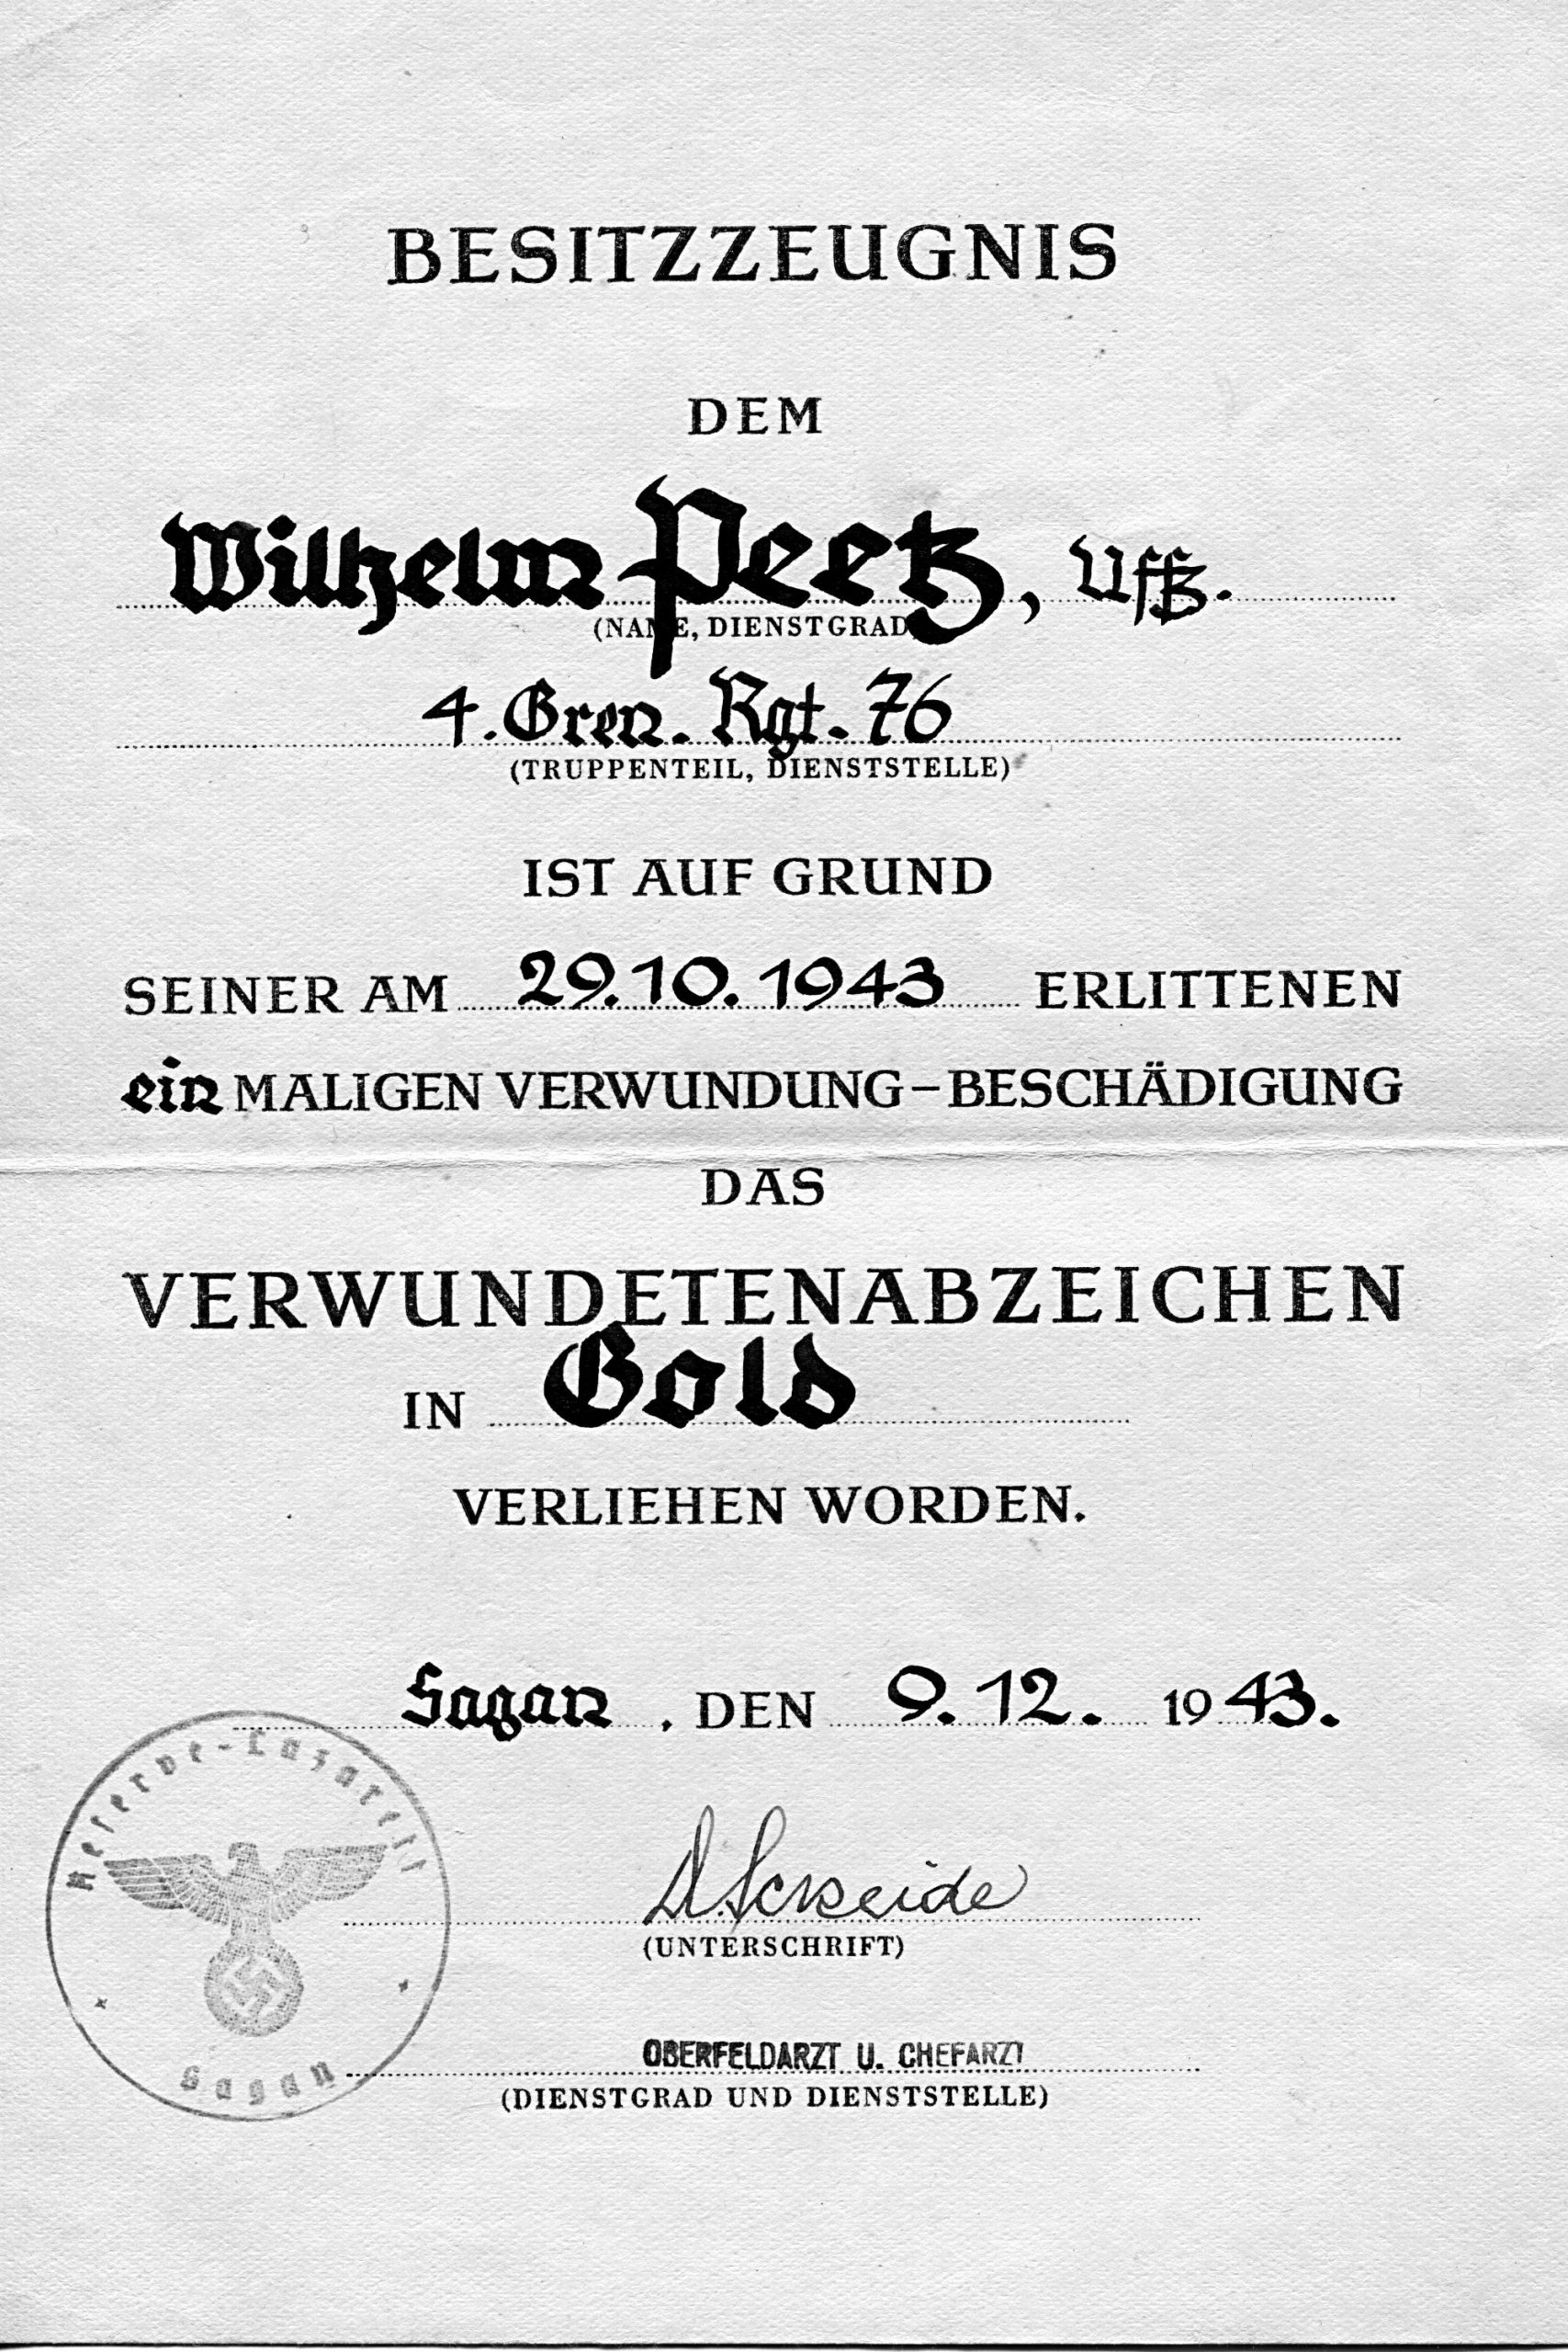 BESITZZEUGNIS
DEM
Wilhelm Peetz, Uffz.
(NAME, DIENSTGRAD)
4. Gren. Rgt. 76
(TRUPPENTEIL, DIENSTSTELLE)
IST AUF GRUND
SEINER AM 29.10.1943 ERLITTENEN
ein MALIGEN VERWUNDUNG – BESCHÄDIGUNG
DAS
VERWUNDETENABZEICHEN
IN Gold
VERLIEHEN WORDEN.
Sagan, DEN 9.12. 1943.
Reserve-Lazarett
(UNTERSCHRIFT)
OBERFELDARZT U. CHEFARZT
Sagan
(DIENSTGRAD UND DIENSTSTELLE)